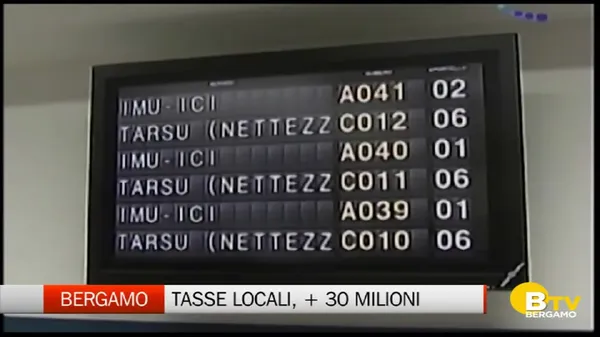 IMU-ICI A041 02
TARSU (NETTEZZ C012 06
IMU-ICI A040 01
TARSU (NETTEZZ C011 06
IMU-ICI A039 01
TARSU (NETTEZZ C010 06
BERGAMO TASSE LOCALI, + 30 MILIONI
BTV
BERGAMO